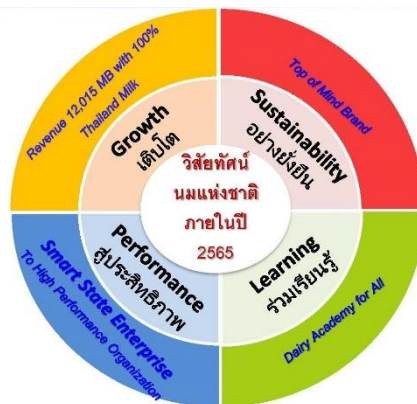 Revenue 12,015 MB with 100%
Thailand Milk
Growth
เติบโต
Top of Mind Brand
Sustainability
อย่างยั่งยืน
วิสัยทัศน์
นมแห่งชาติ
ภายในปี
2565
Performance
สู่ประสิทธิภาพ
Smart State Enterprise
To High Performance Organization
Learning
ร่วมเรียนรู้
Dairy Academy for All